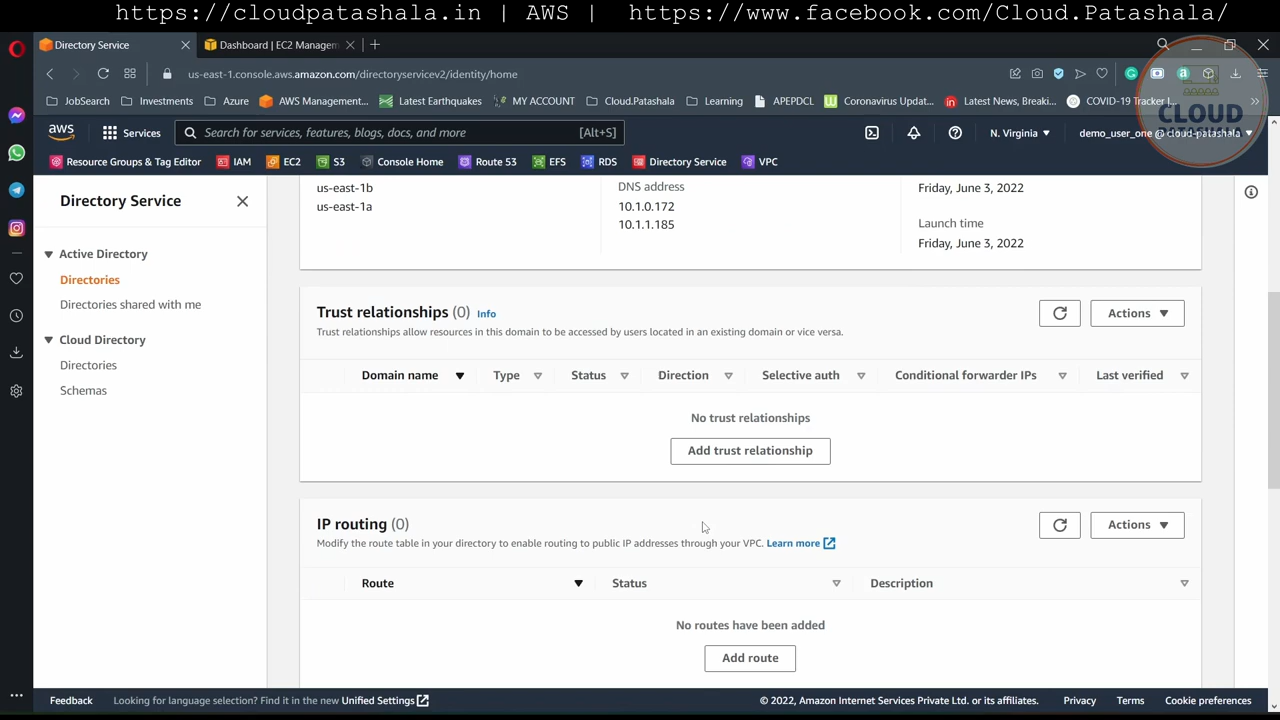 https://cloudpatashala.in | AWS | https://www.facebook.com/Cloud.Patashala/
Directory Service
Dashboard | EC2 Managem
us-east-1.console.aws.amazon.com/directoryservicev2/identity/home
JobSearch
Investments
Azure
AWS Management...
Latest Earthquakes
MY ACCOUNT
Cloud.Patashala
Learning
APEPDCL
Coronavirus Updat...
Latest News, Breaki...
COVID-19 Tracker |
CLOUD
PATASHALA
aws
Services
Search for services, features, blogs, docs, and more
[Alt+S]
N. Virginia
demo_user_one @ cloud-patashala
Resource Groups & Tag Editor
IAM
EC2
S3
Console Home
Route 53
EFS
RDS
Directory Service
VPC
Directory Service
Active Directory
Directories
Directories shared with me
Cloud Directory
Directories
Schemas
us-east-1b
us-east-1a
DNS address
10.1.0.172
10.1.1.185
Friday, June 3, 2022
Launch time
Friday, June 3, 2022
Trust relationships (0)
Info
Actions
Trust relationships allow resources in this domain to be accessed by users located in an existing domain or vice versa.
Domain name
Type
Status
Direction
Selective auth
Conditional forwarder IPs
Last verified
No trust relationships
Add trust relationship
IP routing (0)
Actions
Modify the route table in your directory to enable routing to public IP addresses through your VPC. Learn more
Route
Status
Description
No routes have been added
Add route
Feedback
Looking for language selection? Find it in the new Unified Settings
© 2022, Amazon Internet Services Private Ltd. or its affiliates.
Privacy
Terms
Cookie preferences